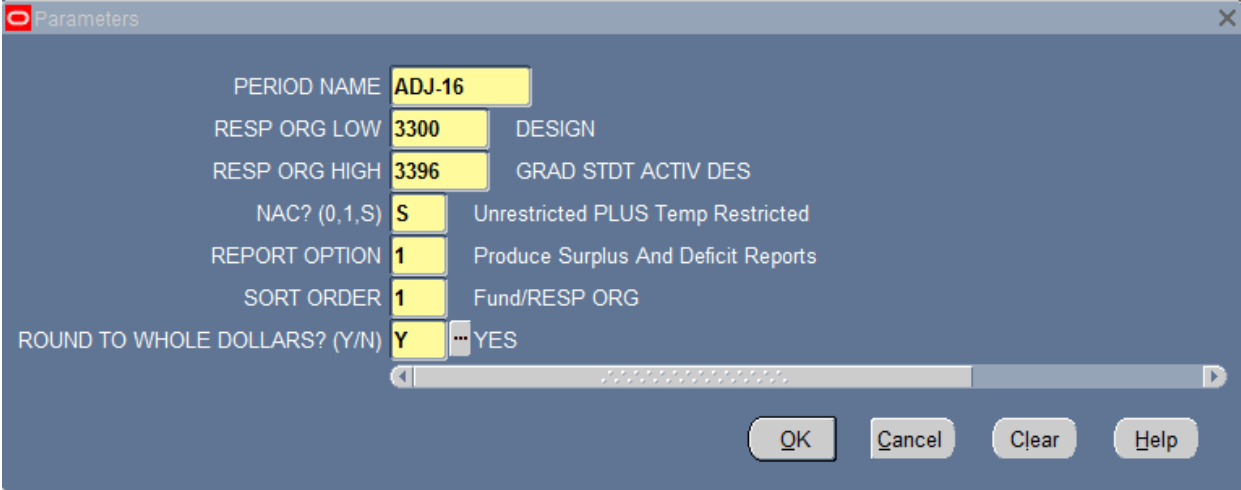 Parameters
PERIOD NAME ADJ-16
RESP ORG LOW 3300 DESIGN
RESP ORG HIGH 3396 GRAD STDT ACTIV DES
NAC? (0,1,S) S Unrestricted PLUS Temp Restricted
REPORT OPTION 1 Produce Surplus And Deficit Reports
SORT ORDER 1 Fund/RESP ORG
ROUND TO WHOLE DOLLARS? (Y/N) Y ... YES
OK Cancel Clear Help